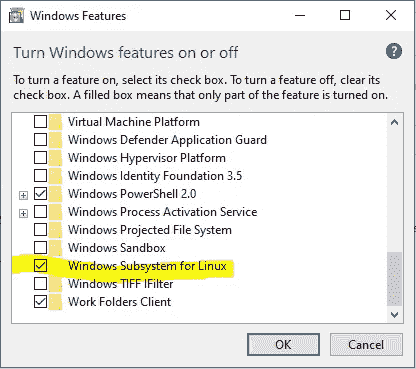 Windows Features
Turn Windows features on or off
?
To turn a feature on, select its check box. To turn a feature off, clear its
check box. A filled box means that only part of the feature is turned on.
Virtual Machine Platform
Windows Defender Application Guard
Windows Hypervisor Platform
Windows Identity Foundation 3.5
Windows PowerShell 2.0
Windows Process Activation Service
Windows Projected File System
Windows Sandbox
Windows Subsystem for Linux
Windows TIFF IFilter
Work Folders Client
OK
Cancel